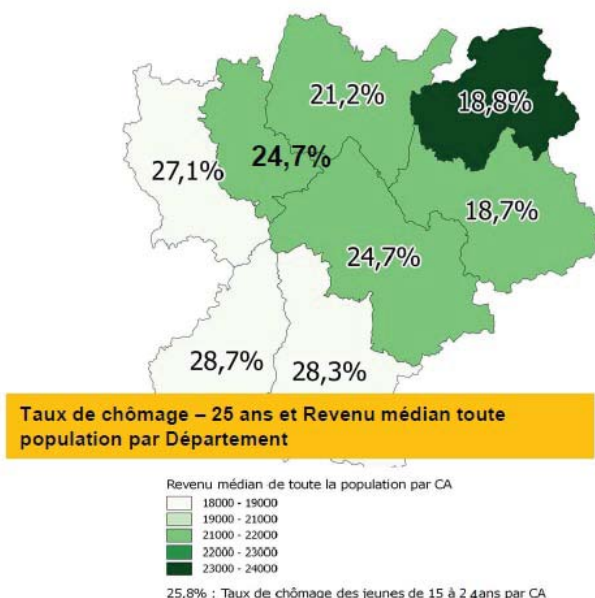 21,2%
18,8%
24,7%
27,1%
18,7%
24,7%
28,7%
28,3%
Taux de chômage – 25 ans et Revenu médian toute
population par Département
Revenu médian de toute la population par CA
18000 - 19000
19000 - 21000
21000 - 22000
22000 - 23000
23000 - 24000
25,8% : Taux de chômage des jeunes de 15 à 24ans par CA